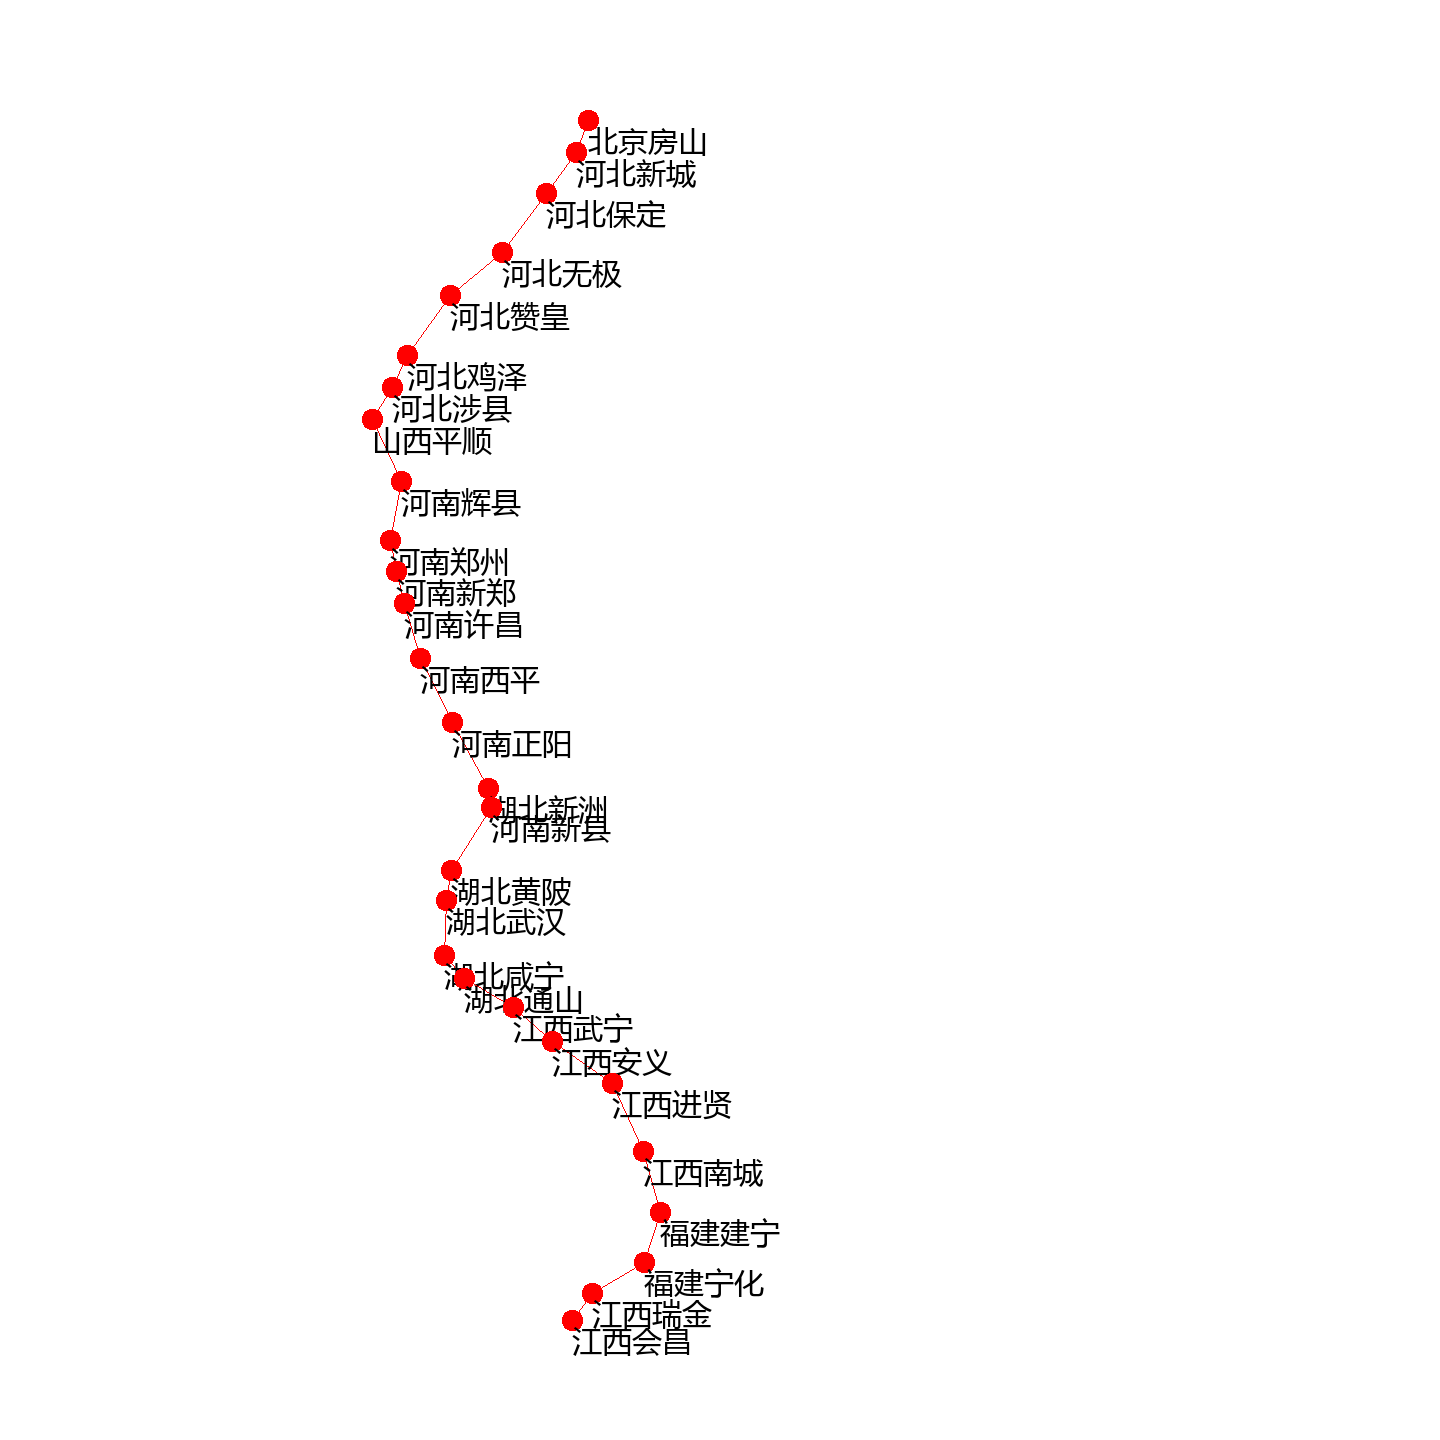 北京房山
河北新城
河北保定
河北无极
河北赞皇
河北鸡泽
河北涉县
山西平顺
河南辉县
河南郑州
河南新郑
河南许昌
河南西平
河南正阳
湖北新洲
河南新县
湖北黄陂
湖北武汉
湖北咸宁
湖北通山
江西武宁
江西安义
江西进贤
江西南城
福建建宁
福建宁化
江西瑞金
江西会昌